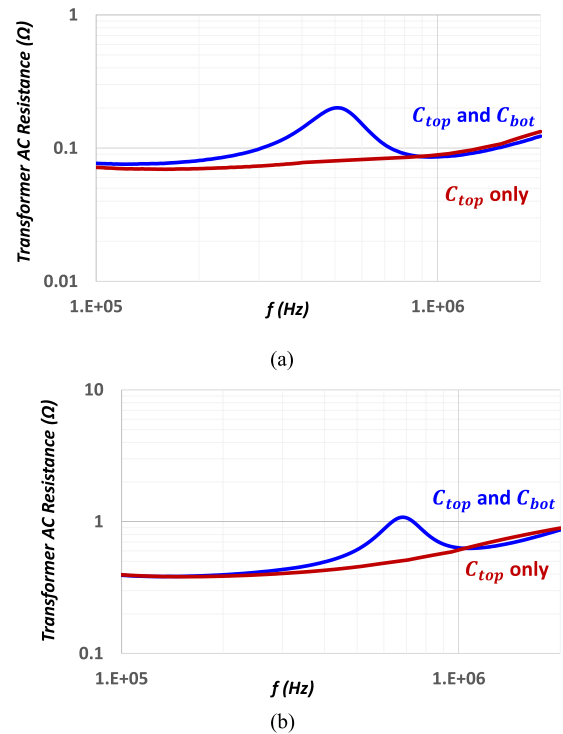 Transformer AC Resistance (Ω)
1
0.1
0.01
C_top and C_bot
C_top only
1.E+05
f (Hz)
1.E+06
(a)
Transformer AC Resistance (Ω)
10
1
0.1
C_top and C_bot
C_top only
1.E+05
f (Hz)
1.E+06
(b)